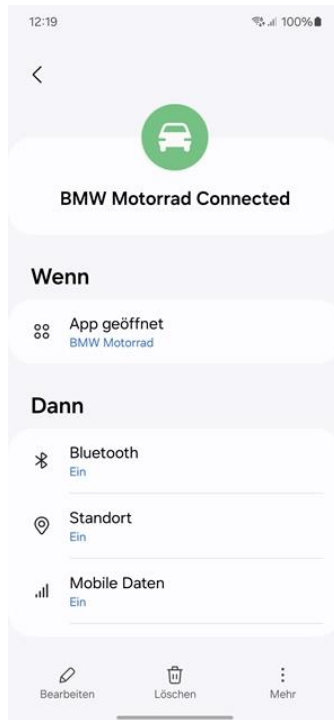 12:19
100%
BMW Motorrad Connected
Wenn
App geöffnet
BMW Motorrad
Dann
Bluetooth
Ein
Standort
Ein
Mobile Daten
Ein
Bearbeiten
Löschen
Mehr